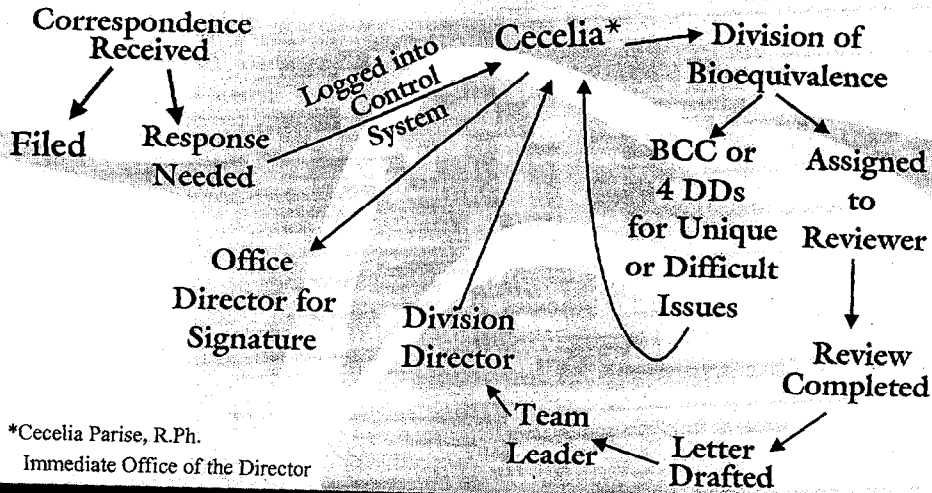 Correspondence
Received
Filed
Response
Needed
Logged into
Control
System
Cecelia*
Division of
Bioequivalence
BCC or
4 DDs
for Unique
or Difficult
Issues
Assigned
to
Reviewer
Review
Completed
Letter
Drafted
Team
Leader
Division
Director
Office
Director for
Signature
*Cecelia Parise, R.Ph.
Immediate Office of the Director